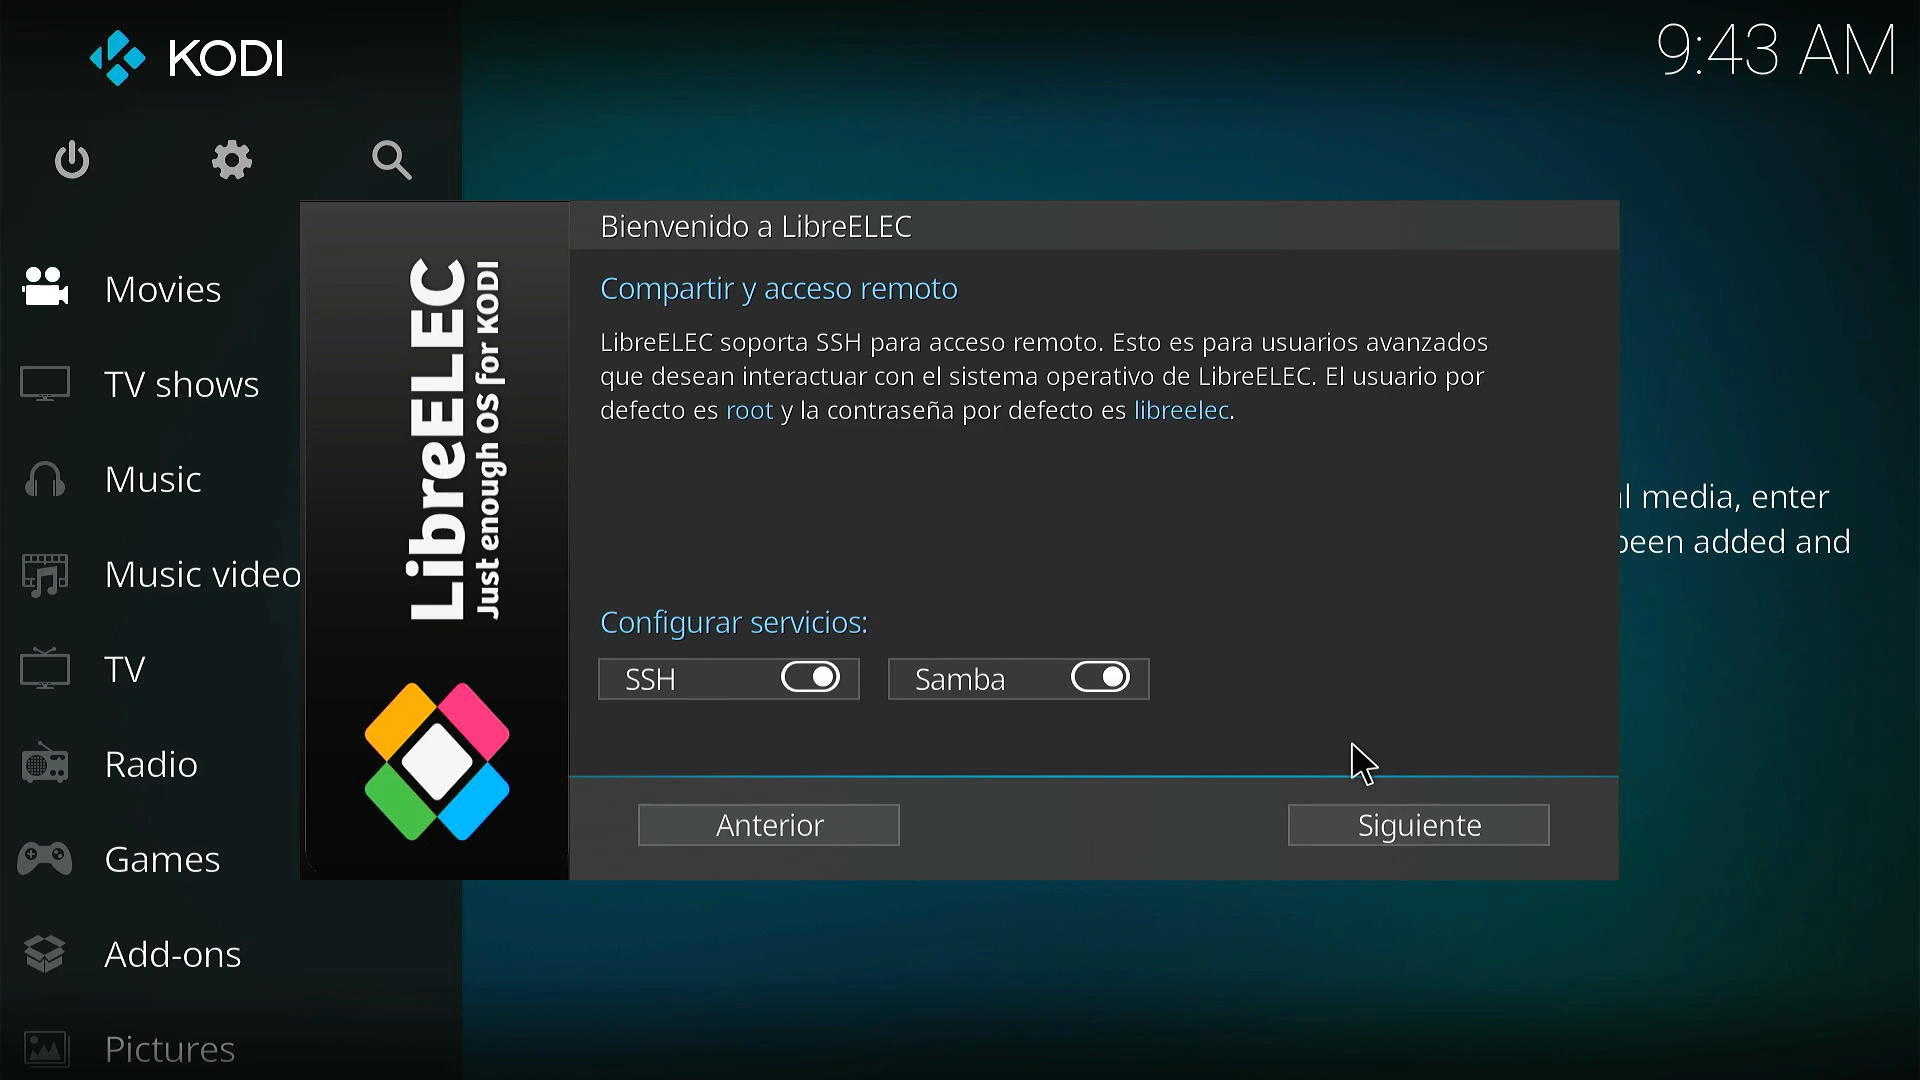 KODI
9:43 AM
Movies
TV shows
Music
Music video
TV
Radio
Games
Add-ons
Pictures
LibreELEC
Just enough OS for KODI
Bienvenido a LibreELEC
Compartir y acceso remoto
LibreELEC soporta SSH para acceso remoto. Esto es para usuarios avanzados
que desean interactuar con el sistema operativo de LibreELEC. El usuario por
defecto es root y la contraseña por defecto es libreelec.
Configurar servicios:
SSH
Samba
Anterior
Siguiente
l media, enter
been added and